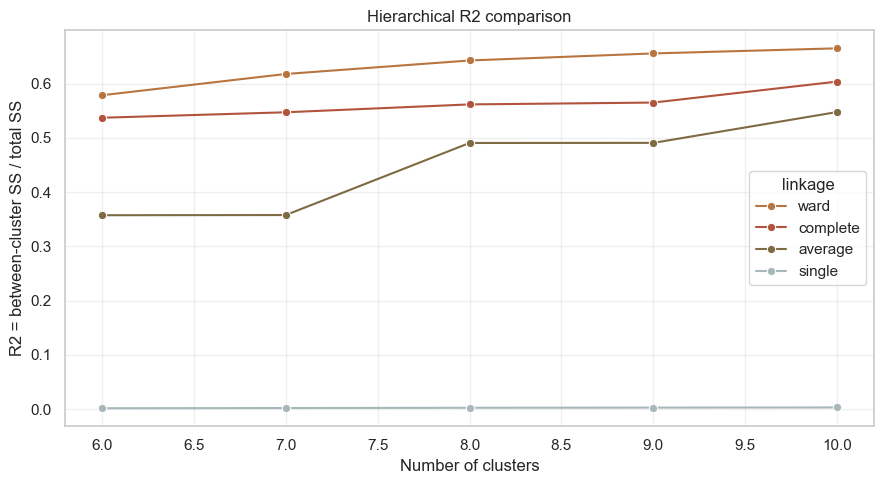 Hierarchical R2 comparison
R2 = between-cluster SS / total SS
0.6
0.5
0.4
0.3
0.2
0.1
0.0
linkage
ward
complete
average
single
6.0 6.5 7.0 7.5 8.0 8.5 9.0 9.5 10.0
Number of clusters